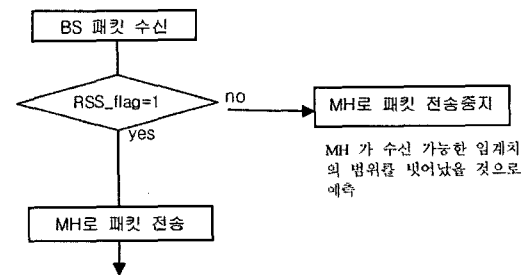 BS 패킷 수신
RSS_flag=1
no
MH로 패킷 전송중지
yes
MH 가 수신 가능한 임계치
의 범위를 벗어났을 것으로
예측
MH로 패킷 전송